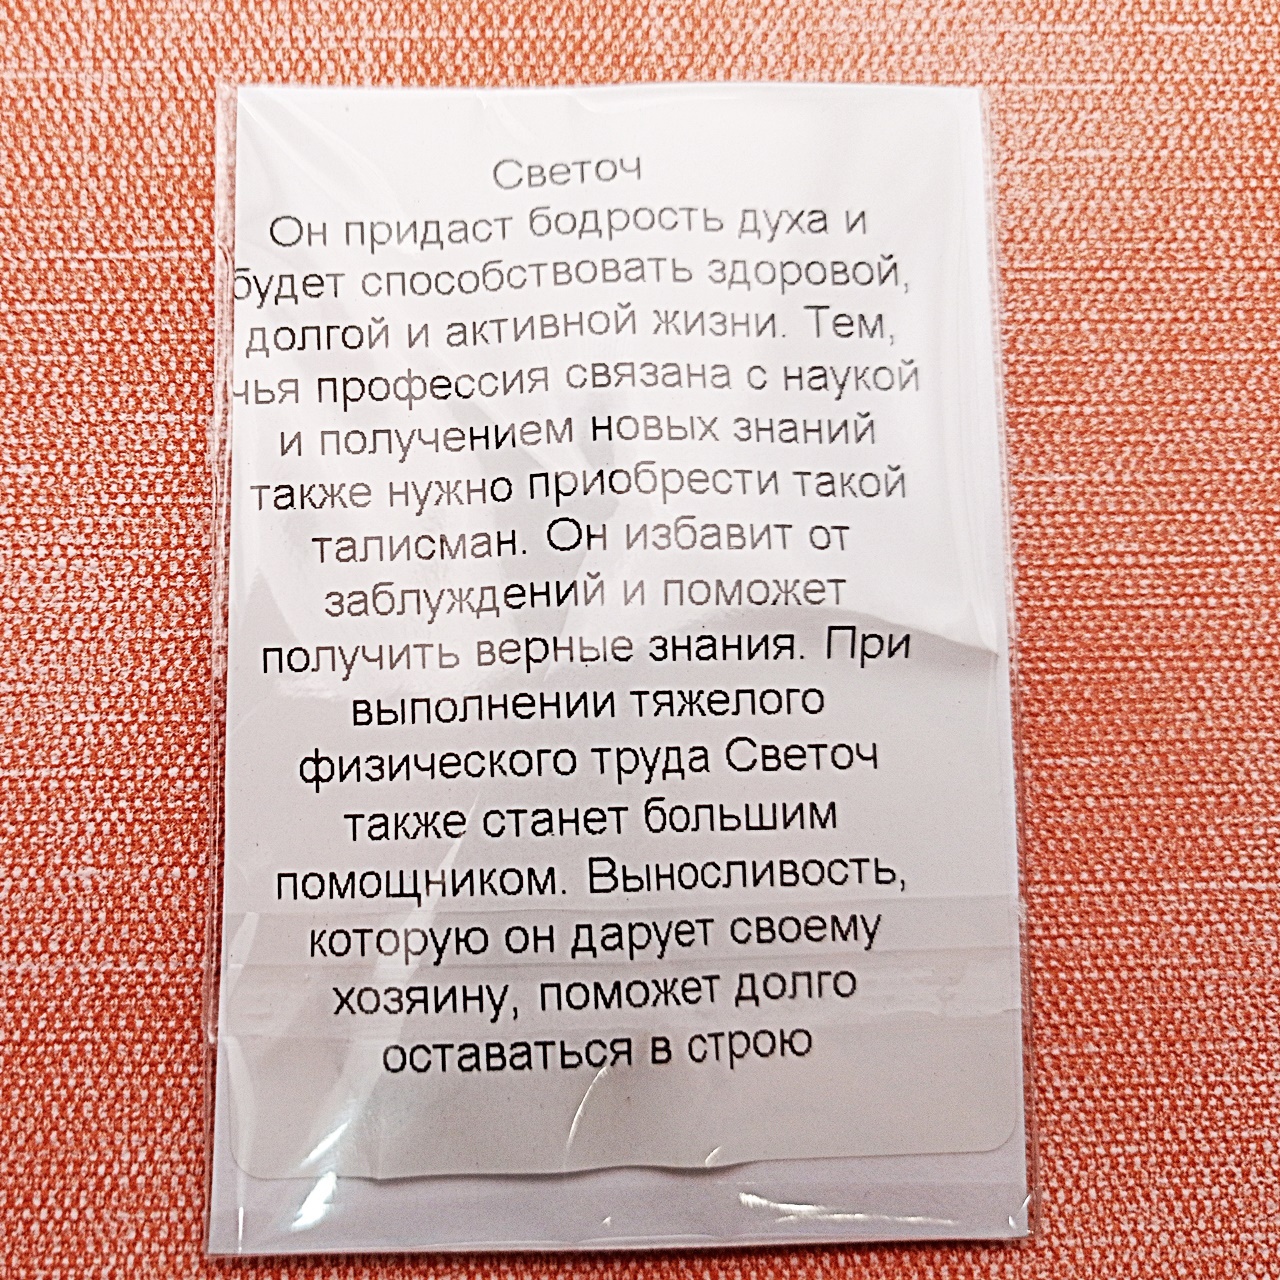 Светоч
Он придаст бодрость духа и
будет способствовать здоровой,
долгой и активной жизни. Тем,
чья профессия связана с наукой
и получением новых знаний
также нужно приобрести такой
талисман. Он избавит от
заблуждений и поможет
получить верные знания. При
выполнении тяжелого
физического труда Светоч
также станет большим
помощником. Выносливость,
которую он дарует своему
хозяину, поможет долго
оставаться в строю